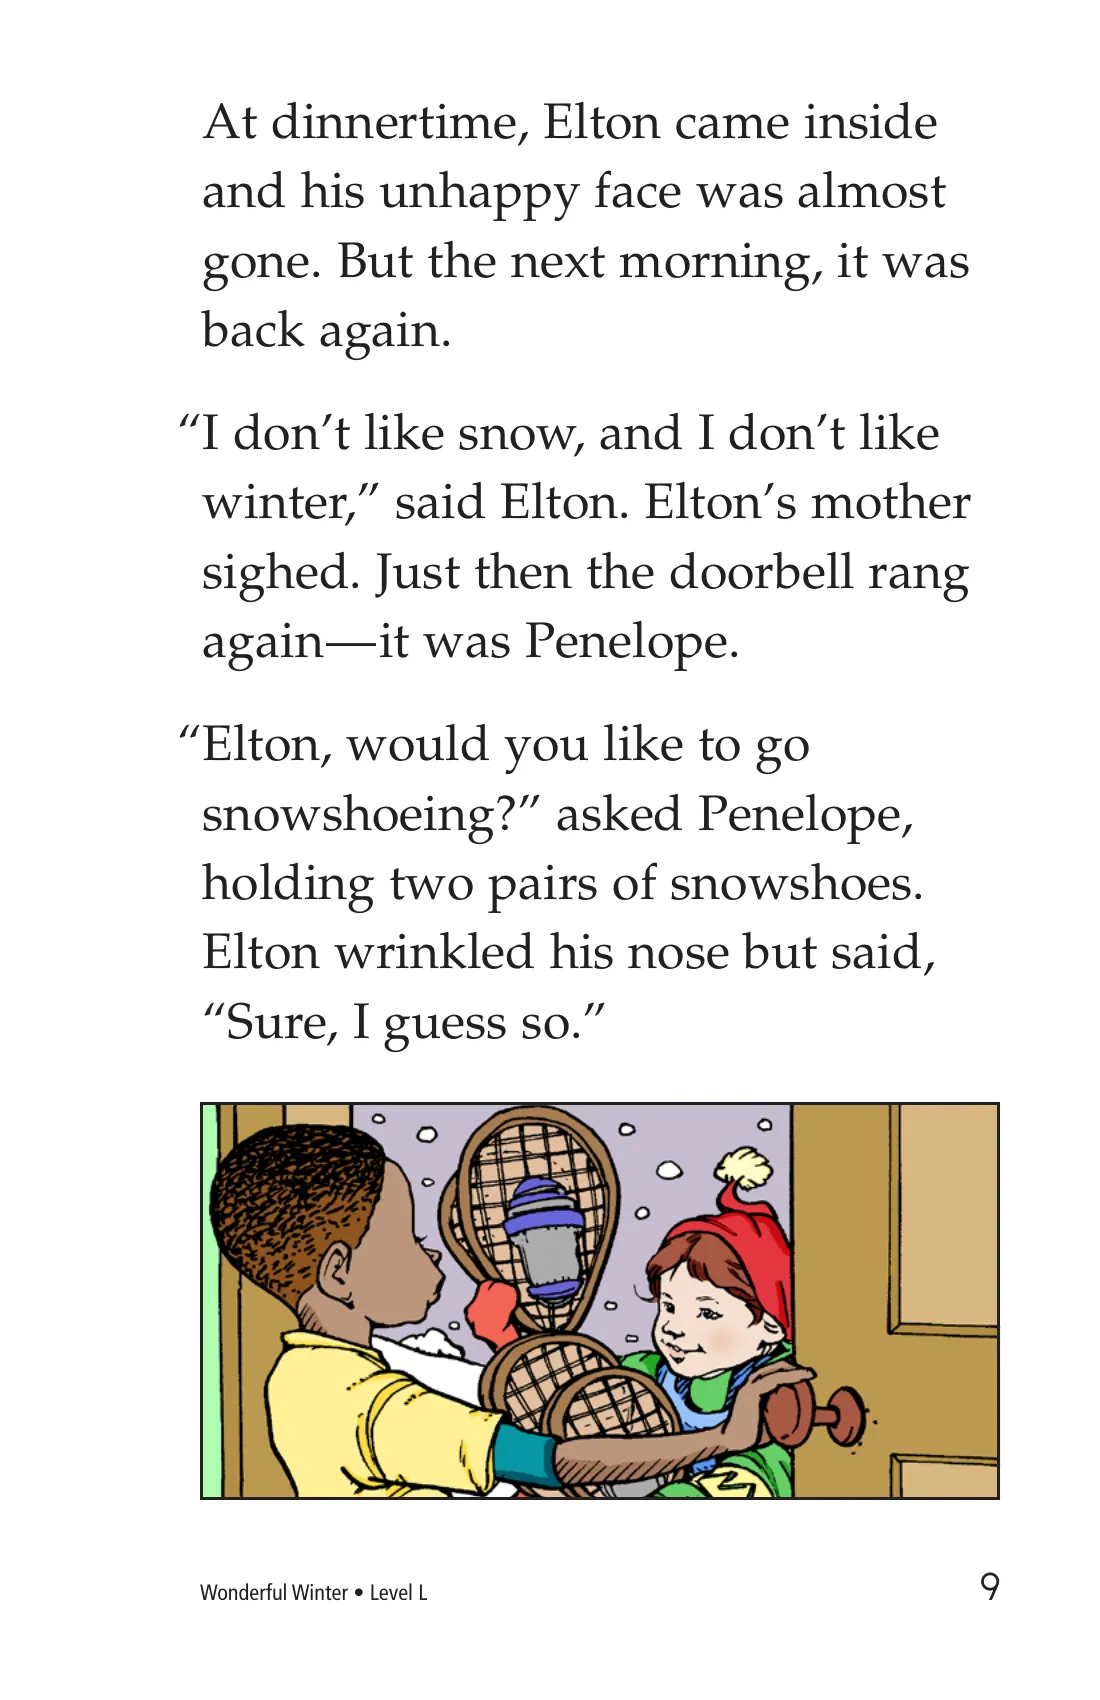 At dinnertime, Elton came inside
and his unhappy face was almost
gone. But the next morning, it was
back again.
“I don’t like snow, and I don’t like
winter,” said Elton. Elton’s mother
sighed. Just then the doorbell rang
again—it was Penelope.
“Elton, would you like to go
snowshoeing?” asked Penelope,
holding two pairs of snowshoes.
Elton wrinkled his nose but said,
“Sure, I guess so.”
Wonderful Winter • Level L
9